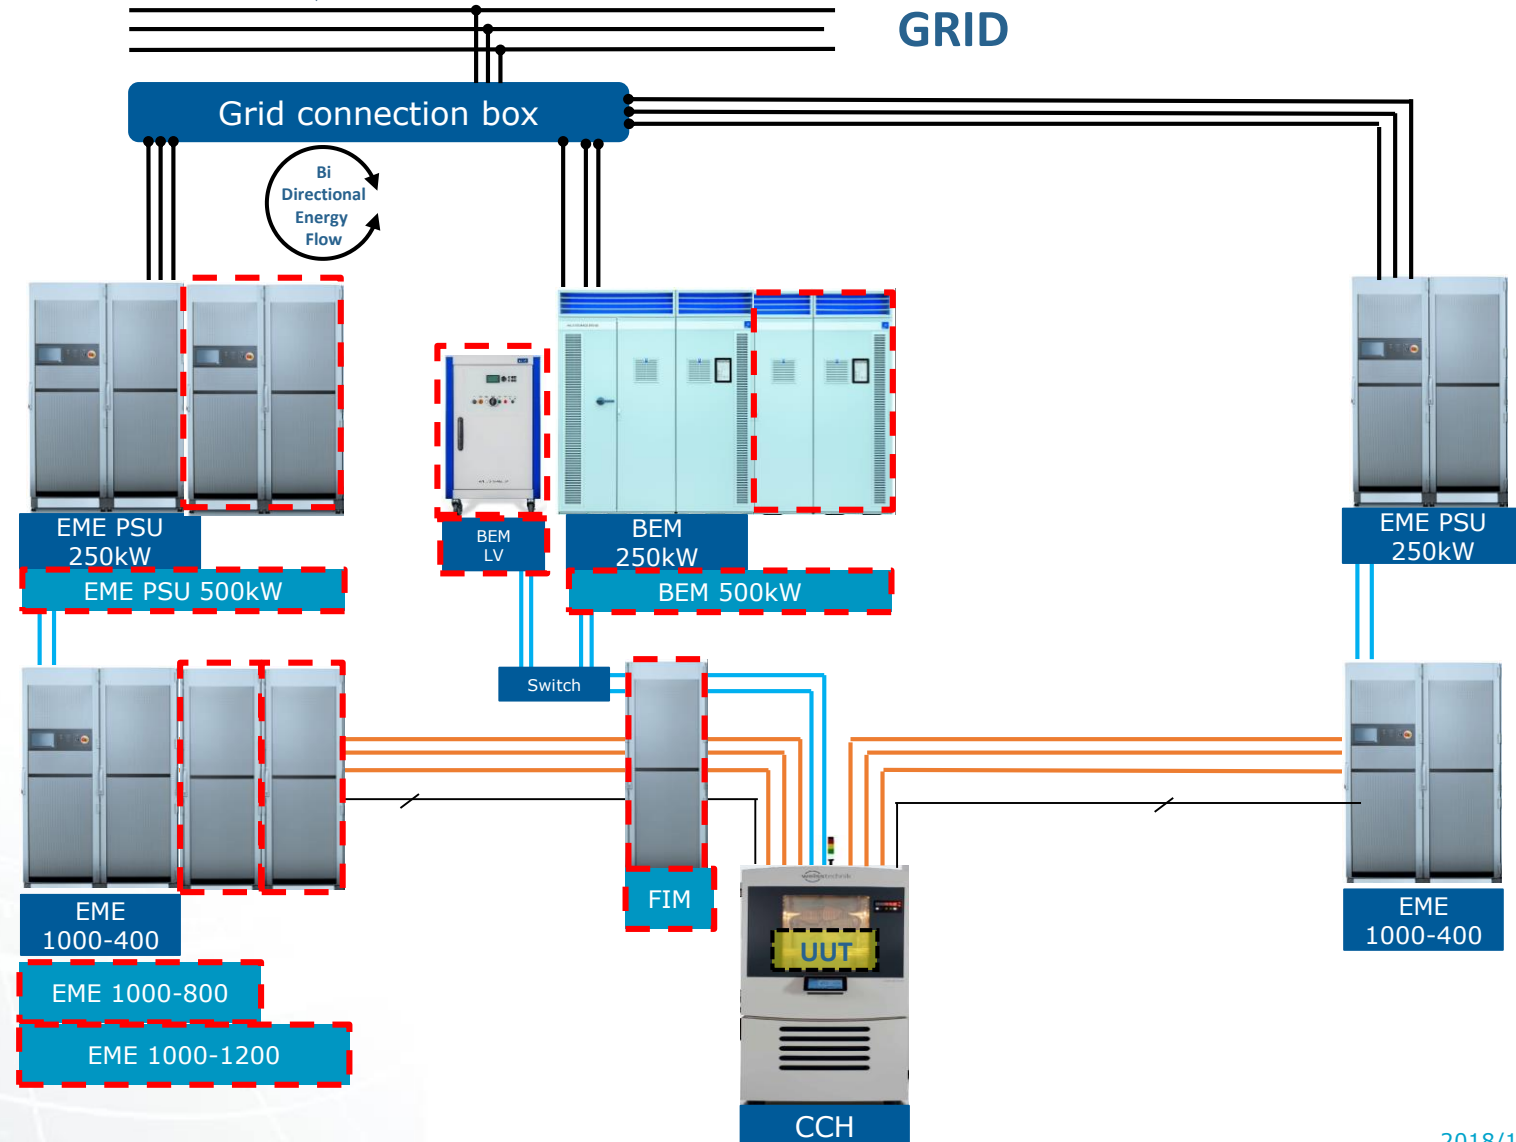 GRID
Grid connection box
Bi
Directional
Energy
Flow
EME PSU
250kW
EME PSU 500kW
BEM
LV
BEM
250kW
BEM 500kW
EME PSU
250kW
Switch
FIM
EME
1000-400
EME 1000-800
EME 1000-1200
UUT
CCH
EME
1000-400